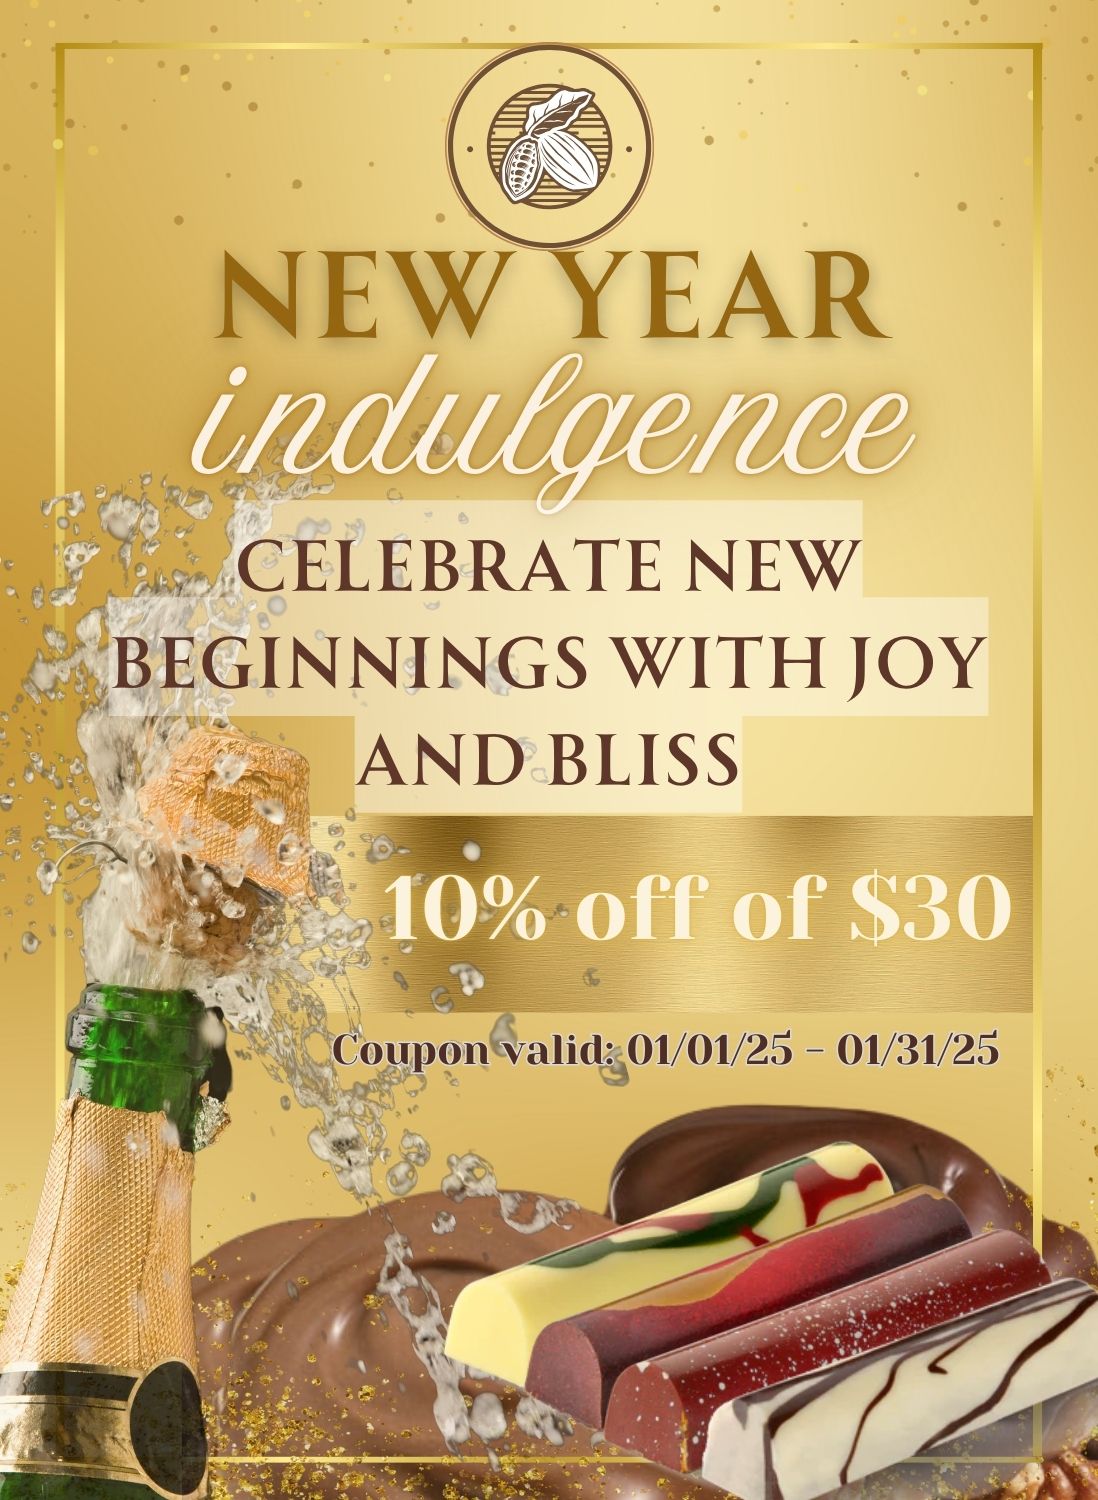 NEW YEAR
indulgence
CELEBRATE NEW
BEGINNINGS WITH JOY
AND BLISS
10% off of $30
Coupon valid: 01/01/25 - 01/31/25